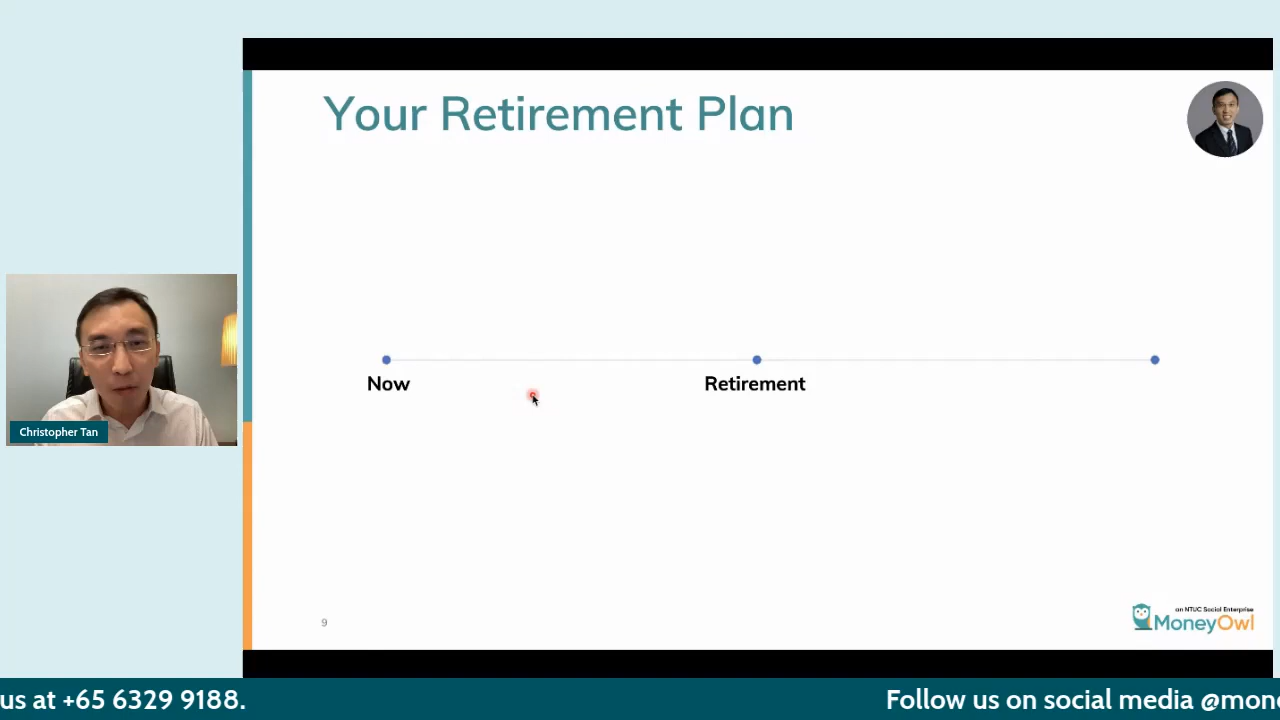 Your Retirement Plan
Now
Retirement
Christopher Tan
9
an NTUC Social Enterprise
MoneyOwl
us at +65 6329 9188.
Follow us on social media @mon